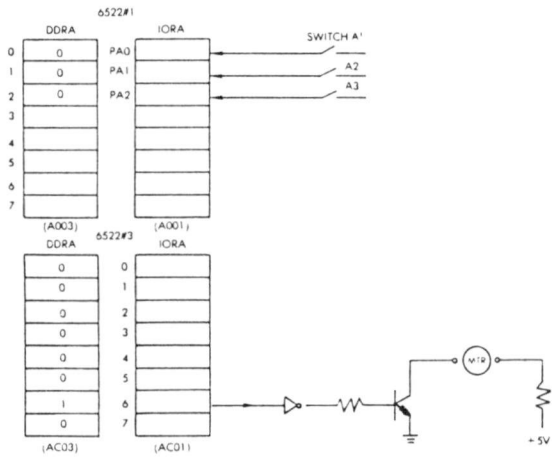 6522#1
DDRA IORA
SWITCH A1
0 0 PA0
1 0 PA1 A2
2 0 PA2 A3
3
4
5
6
7
(A003) (A001)
6522#3
DDRA IORA
0 0
0 1
0 2
0 3
0 4
0 5
1 6
0 7
MTR
(AC03) (AC01) + 5V